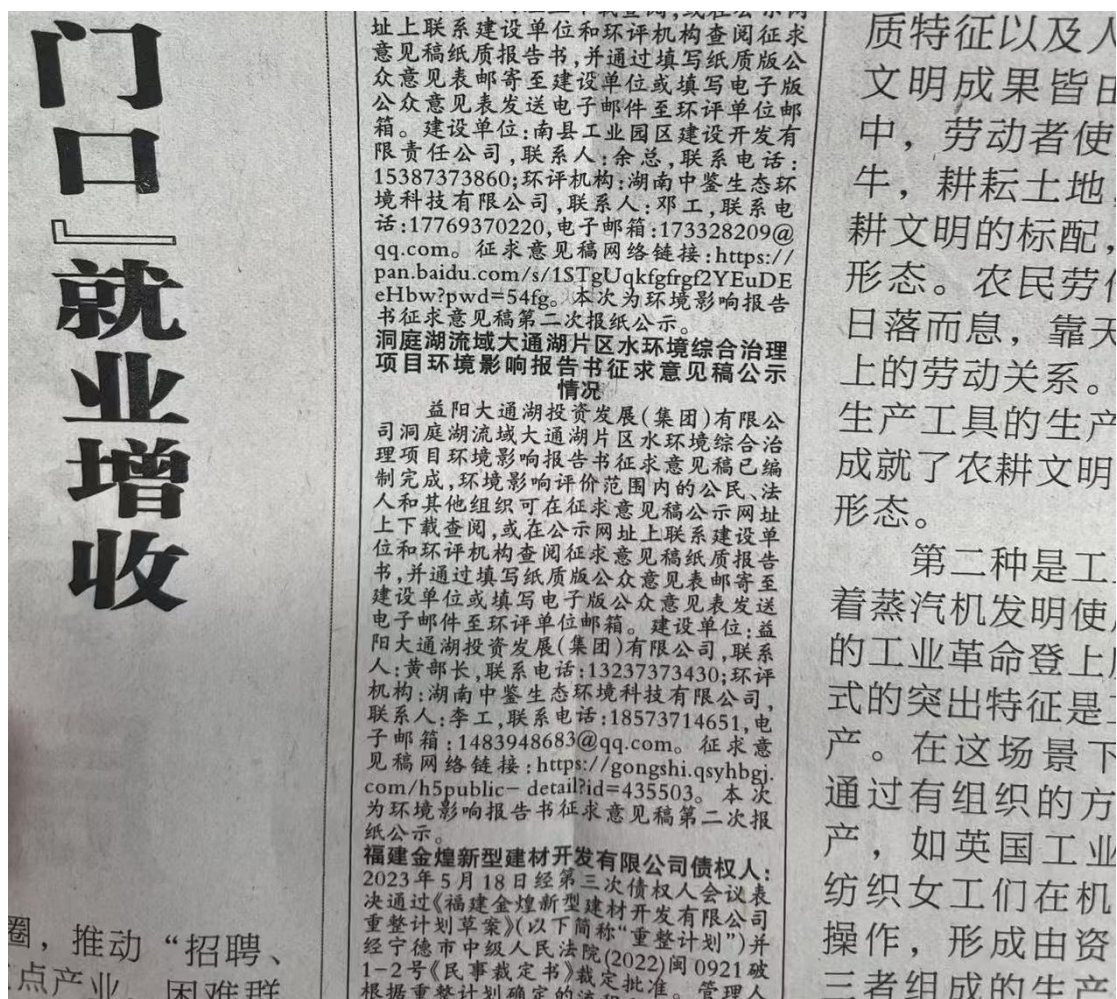 门口』就业增收
圈，推动“招聘、
点产业、困难群
址上联系建设单位和环评机构查阅征求
意见稿纸质报告书,并通过填写纸质版公
众意见表邮寄至建设单位或填写电子版
公众意见表发送电子邮件至环评单位邮
箱。建设单位:南县工业园区建设开发有
限责任公司,联系人:余总,联系电话:
15387373860;环评机构:湖南中鉴生态环
境科技有限公司,联系人:邓工,联系电
话:17769370220,电子邮箱:173328209@
qq.com。征求意见稿网络链接:https://
pan.baidu.com/s/1STgUqkfgfrgf2YEuDE
eHbw?pwd=54fg。本次为环境影响报告
书征求意见稿第二次报纸公示。
洞庭湖流域大通湖片区水环境综合治理
项目环境影响报告书征求意见稿公示
情况
益阳大通湖投资发展(集团)有限公
司洞庭湖流域大通湖片区水环境综合治
理项目环境影响报告书征求意见稿已编
制完成,环境影响评价范围内的公民、法
人和其他组织可在征求意见稿公示网址
上下载查阅,或在公示网址上联系建设单
位和环评机构查阅征求意见稿纸质报告
书,并通过填写纸质版公众意见表邮寄至
建设单位或填写电子版公众意见表发送
电子邮件至环评单位邮箱。建设单位:益
阳大通湖投资发展(集团)有限公司,联系
人:黄部长,联系电话:13237373430;环评
机构:湖南中鉴生态环境科技有限公司,
联系人:李工,联系电话:18573714651,电
子邮箱:1483948683@qq.com。征求意
见稿网络链接:https://gongshi.qsyhbgj.
com/h5public-detail?id=435503。本次
为环境影响报告书征求意见稿第二次报
纸公示。
福建金煌新型建材开发有限公司债权人:
2023年5月18日经第三次债权人会议表
决通过《福建金煌新型建材开发有限公司
重整计划草案》(以下简称“重整计划”)并
经宁德市中级人民法院(2022)闽0921破
1-2号《民事裁定书》裁定批准。管理人
根据重整计划确定的
质特征以及人
文明成果皆由
中，劳动者使
牛，耕耘土地
耕文明的标配，
形态。农民劳作
日落而息，靠天
上的劳动关系。
生产工具的生产
成就了农耕文明
形态。
第二种是工
着蒸汽机发明使
的工业革命登上
式的突出特征是
产。在这场景下
通过有组织的方
产，如英国工业
纺织女工们在机
操作，形成由资
三者组成的生产